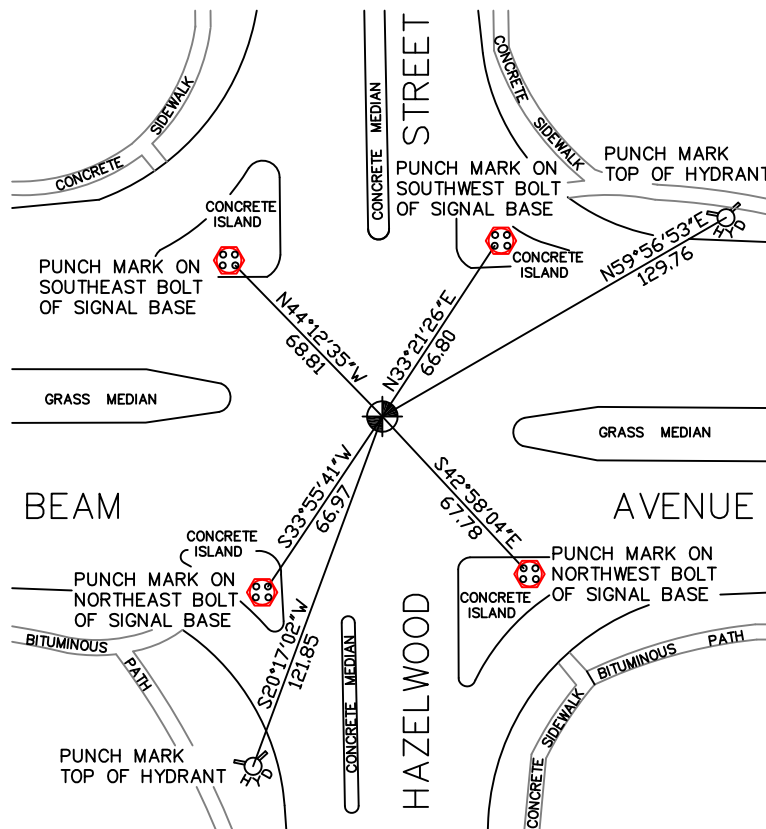 STREET
CONCRETE MEDIAN
CONCRETE SIDEWALK
CONCRETE SIDEWALK
PUNCH MARK
TOP OF HYDRANT
PUNCH MARK ON
SOUTHWEST BOLT
OF SIGNAL BASE
CONCRETE
ISLAND
HYD
N59°56'53"E
129.76
CONCRETE
ISLAND
PUNCH MARK ON
SOUTHEAST BOLT
OF SIGNAL BASE
N44°12'35"W
68.81
N33°21'26"E
66.80
GRASS MEDIAN
GRASS MEDIAN
BEAM
AVENUE
S33°55'41"W
66.97
S42°58'04"E
67.78
CONCRETE
ISLAND
PUNCH MARK ON
NORTHEAST BOLT
OF SIGNAL BASE
PUNCH MARK ON
NORTHWEST BOLT
OF SIGNAL BASE
CONCRETE
ISLAND
S20°17'02"W
121.85
BITUMINOUS PATH
CONCRETE MEDIAN
HAZELWOOD
BITUMINOUS PATH
CONCRETE SIDEWALK
PUNCH MARK
TOP OF HYDRANT
HYD